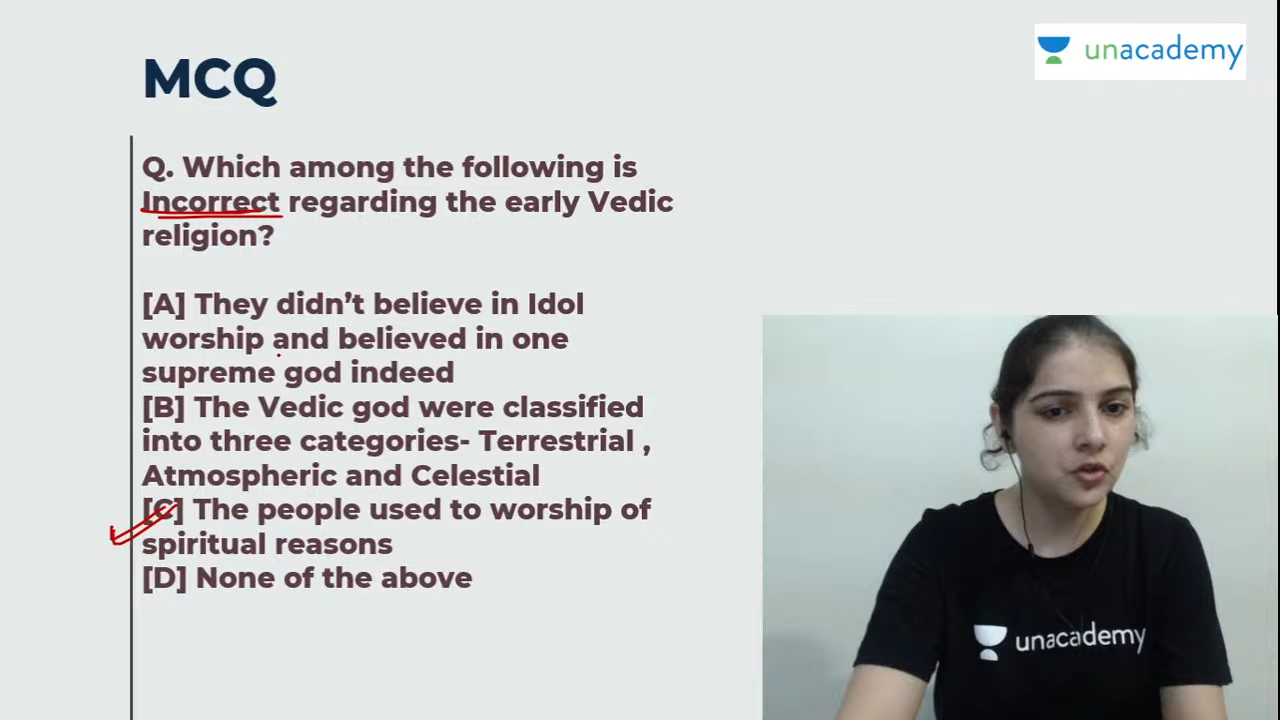 unacademy
MCQ
Q. Which among the following is
Incorrect regarding the early Vedic
religion?
[A] They didn’t believe in Idol
worship and believed in one
supreme god indeed
[B] The Vedic god were classified
into three categories- Terrestrial ,
Atmospheric and Celestial
[C] The people used to worship of
spiritual reasons
[D] None of the above
unacademy